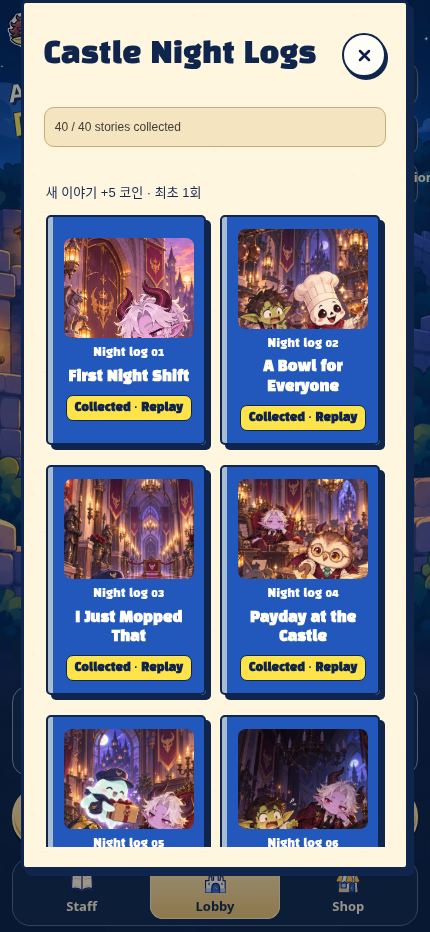 Castle Night Logs
40 / 40 stories collected
새 이야기 +5 코인 · 최초 1회
Night log 01
First Night Shift
Collected · Replay
Night log 02
A Bowl for
Everyone
Collected · Replay
Night log 03
I Just Mopped
That
Collected · Replay
Night log 04
Payday at the
Castle
Collected · Replay
Night log 05
Night log 06
Staff
Lobby
Shop